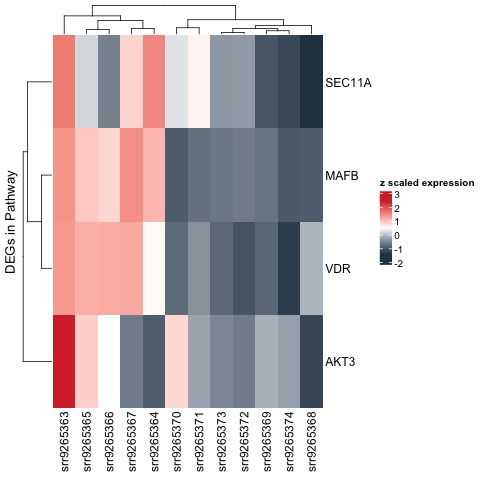 SEC11A
MAFB
VDR
AKT3
DEGs in Pathway
z scaled expression
3
2
1
0
-1
-2
srr9265363
srr9265365
srr9265366
srr9265367
srr9265364
srr9265370
srr9265371
srr9265373
srr9265372
srr9265369
srr9265374
srr9265368